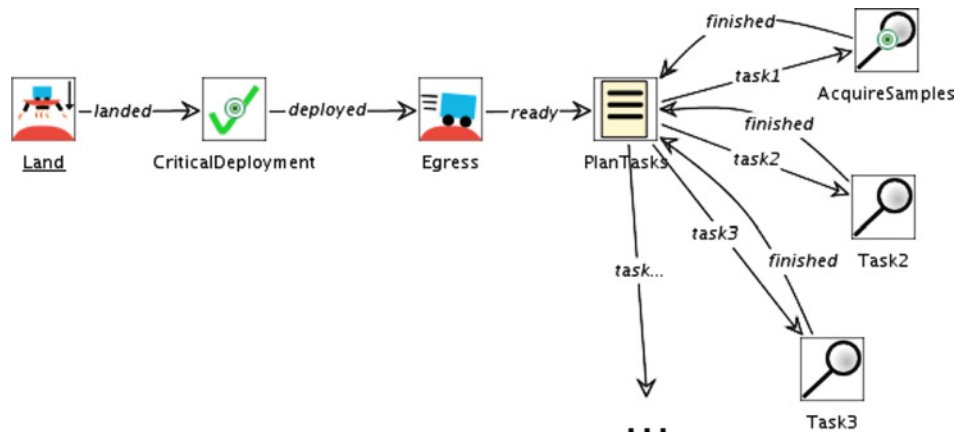 finished
task1
AcquireSamples
landed
deployed
ready
Land
CriticalDeployment
Egress
PlanTasks
finished
task2
Task2
task3
finished
task...
Task3
...